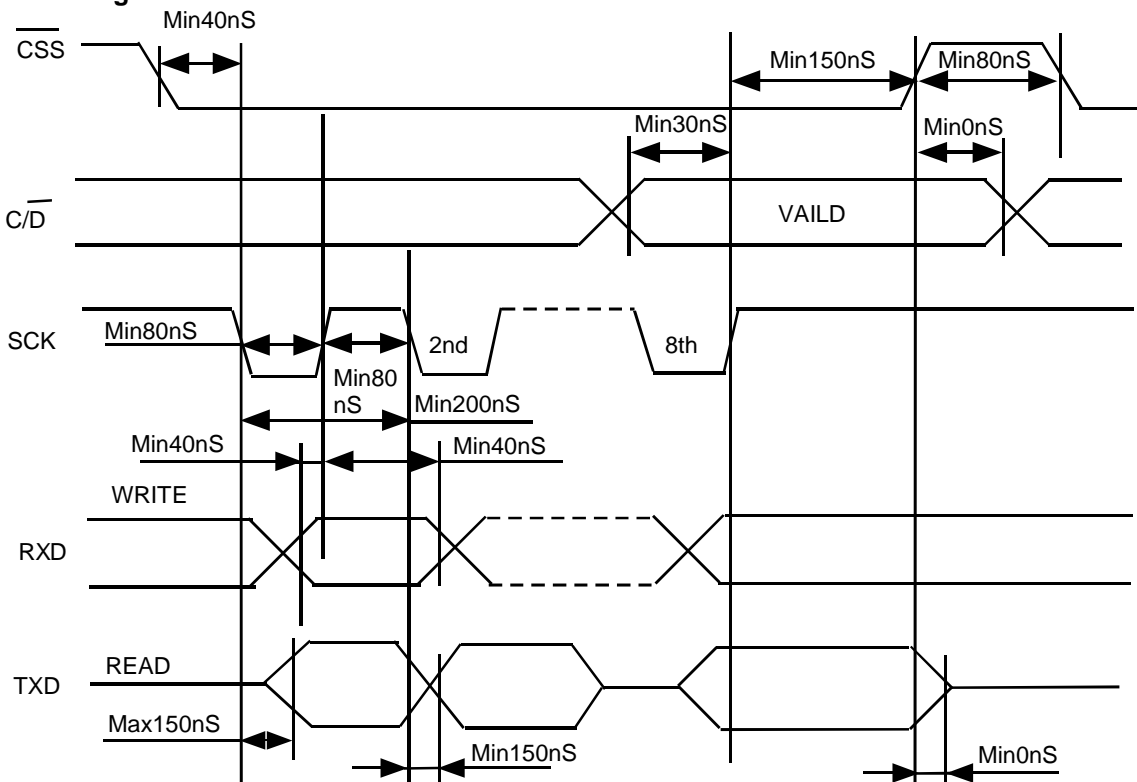 g
Min40nS
CSS
Min150nS
Min80nS
Min30nS
Min0nS
C/D
VAILD
SCK
Min80nS
2nd
8th
Min80
nS
Min200nS
Min40nS
Min40nS
WRITE
RXD
READ
TXD
Max150nS
Min150nS
Min0nS